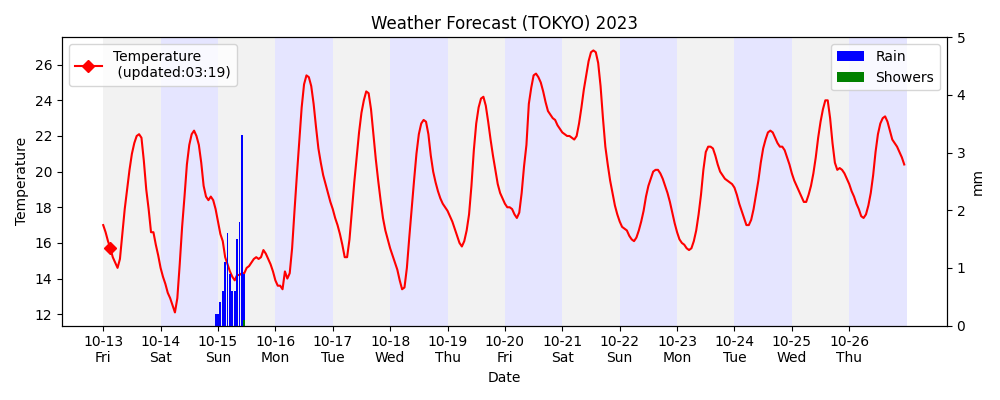 Weather Forecast (TOKYO) 2023
Temperature
(updated:03:19)
Rain
Showers
Temperature
26
24
22
20
18
16
14
12
5
4
3
2
1
0
mm
10-13 10-14 10-15 10-16 10-17 10-18 10-19 10-20 10-21 10-22 10-23 10-24 10-25 10-26
Fri Sat Sun Mon Tue Wed Thu Fri Sat Sun Mon Tue Wed Thu
Date